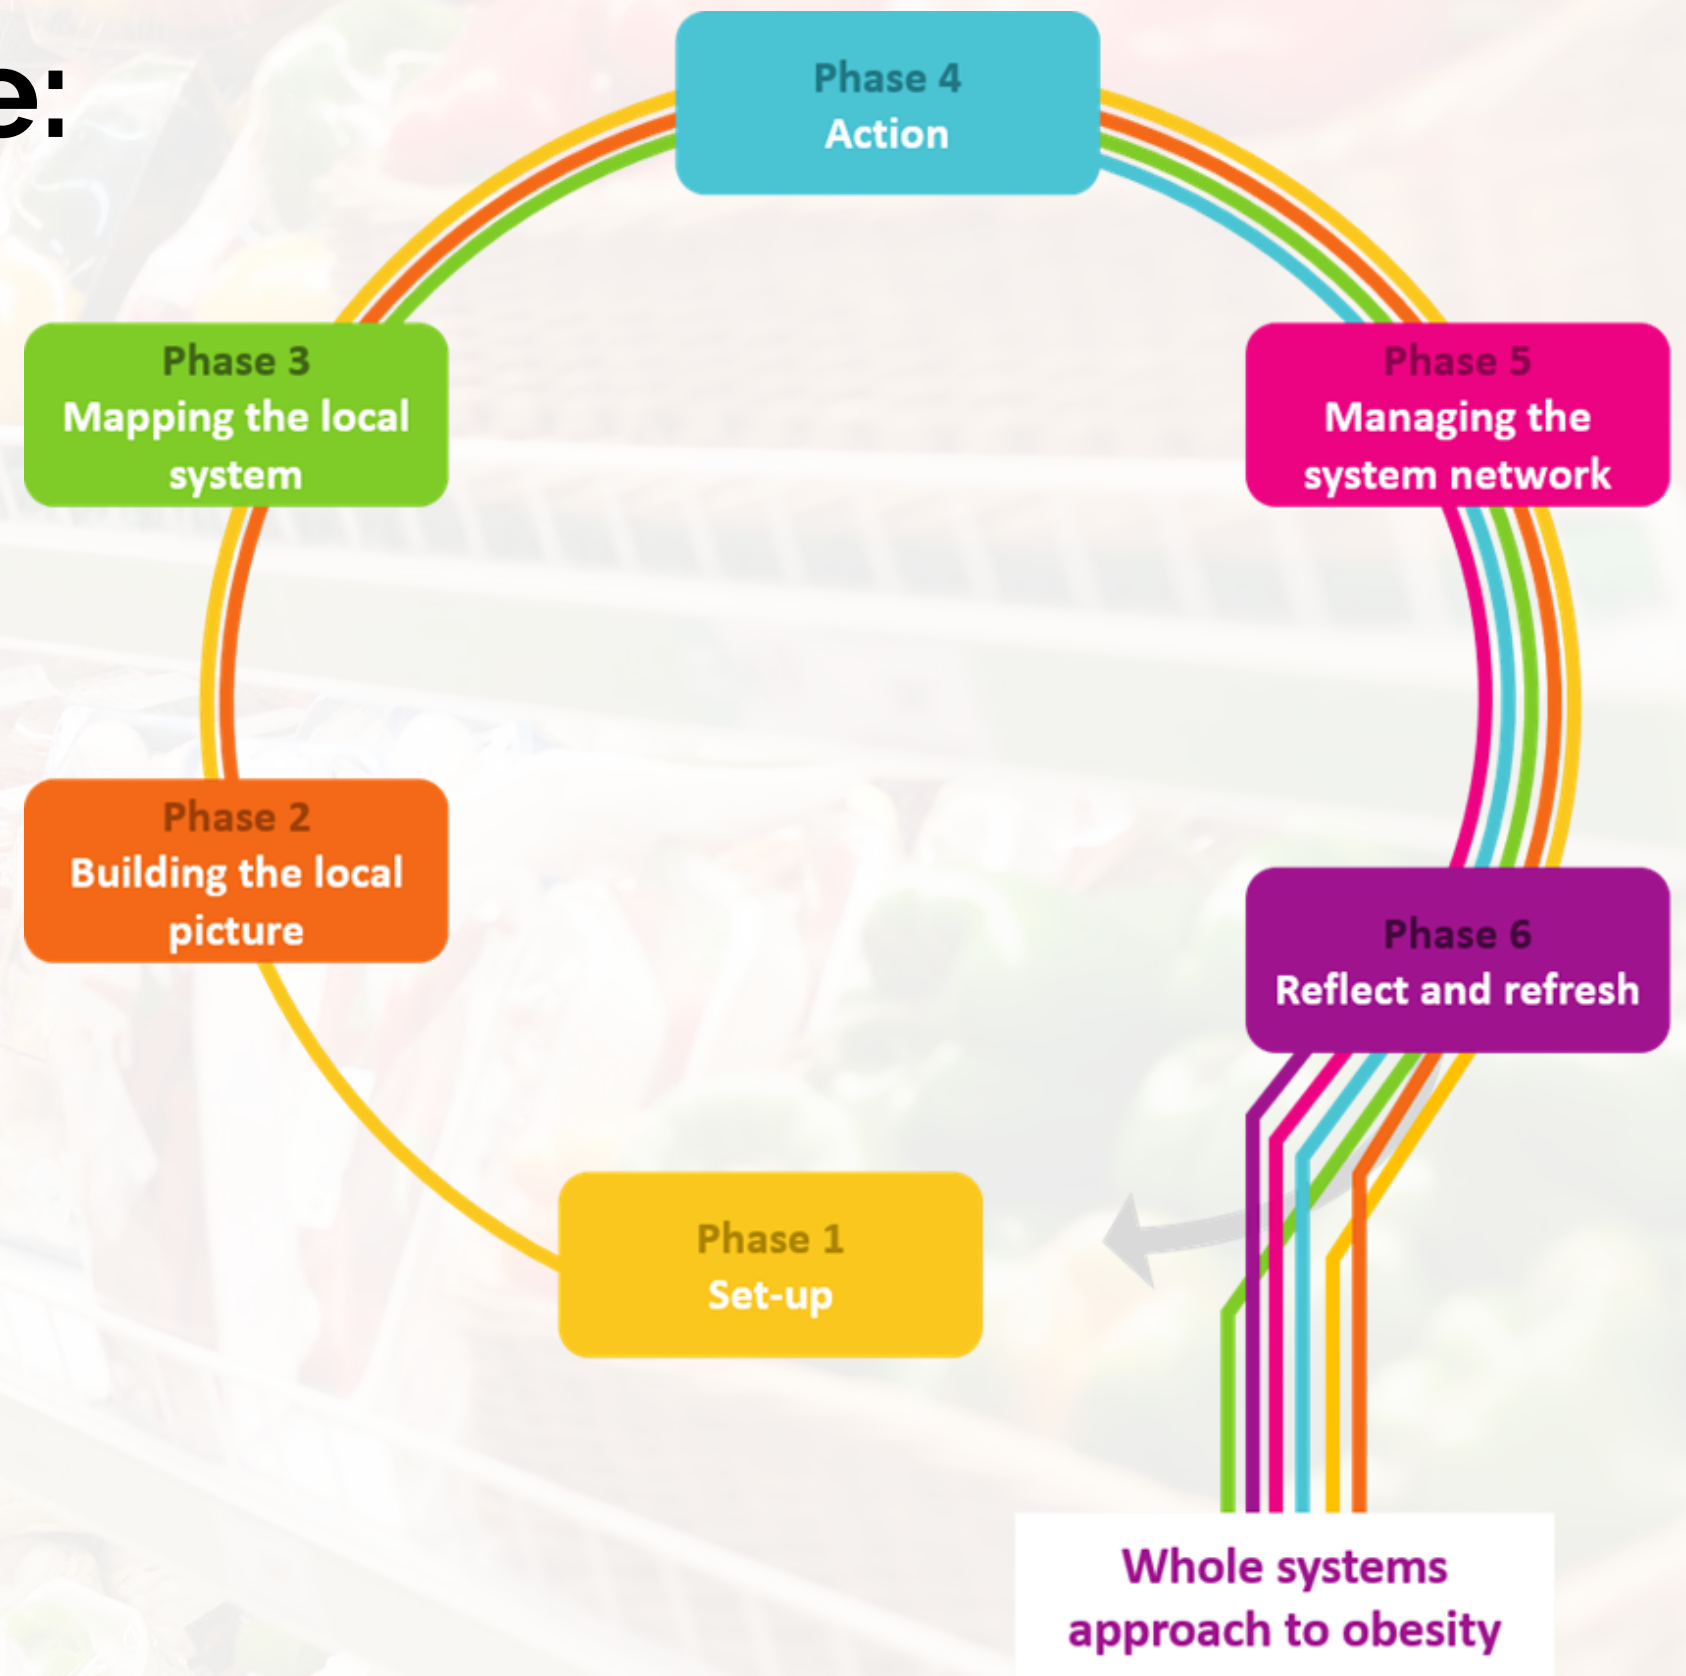 e:
Phase 4
Action
Phase 3
Mapping the local
system
Phase 5
Managing the
system network
Phase 2
Building the local
picture
Phase 6
Reflect and refresh
Phase 1
Set-up
Whole systems
approach to obesity